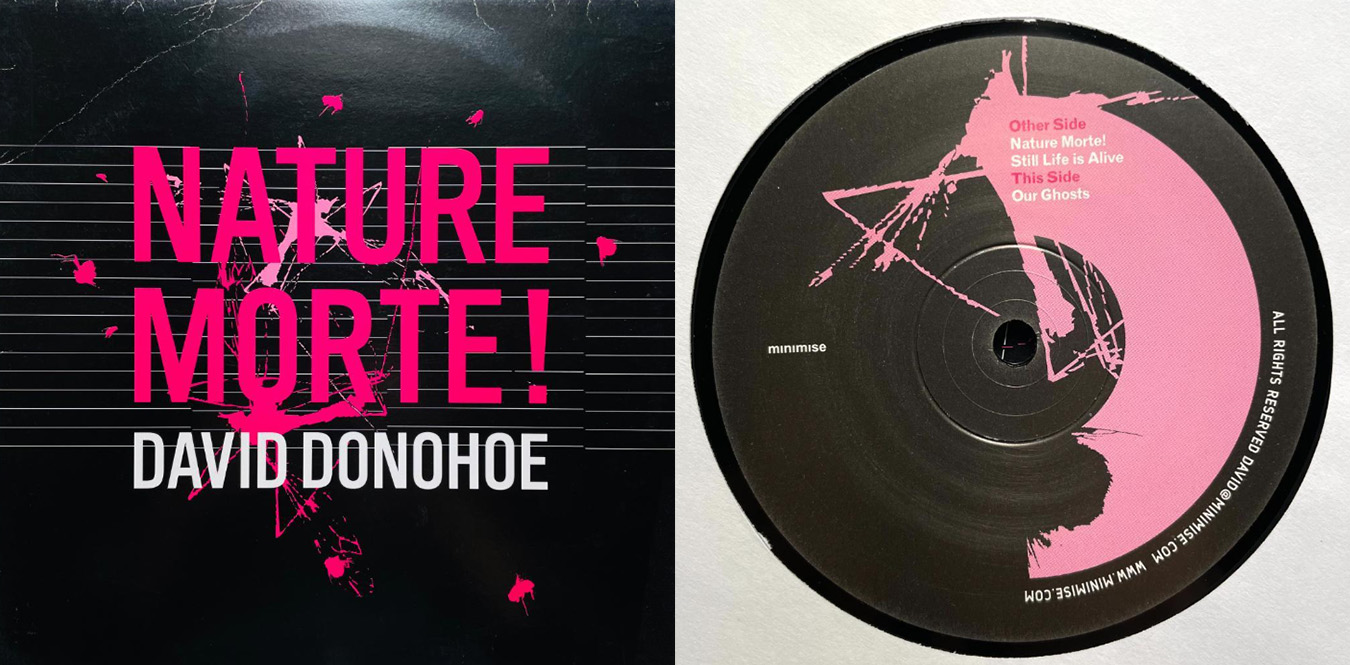 NATURE
MORTE!
DAVID DONOHOE
Other Side
Nature Morte!
Still Life is Alive
This Side
Our Ghosts
minimise
ALL RIGHTS RESERVED DAVID@MINIMISE.COM WWW.MINIMISE.COM